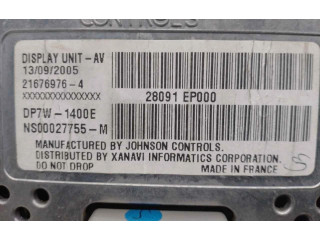 CONTROLS
DISPLAY UNIT-AV
13/09/2005
21676976-4
XXXXXXXXXXXXXXX
28091 EP000
DP7W-1400E
NS00027755-M
MANUFACTURED BY JOHNSON CONTROLS.
DISTRIBUTED BY XANAVI INFORMATICS CORPORATION.
DO NOT DROP MADE IN FRANCE